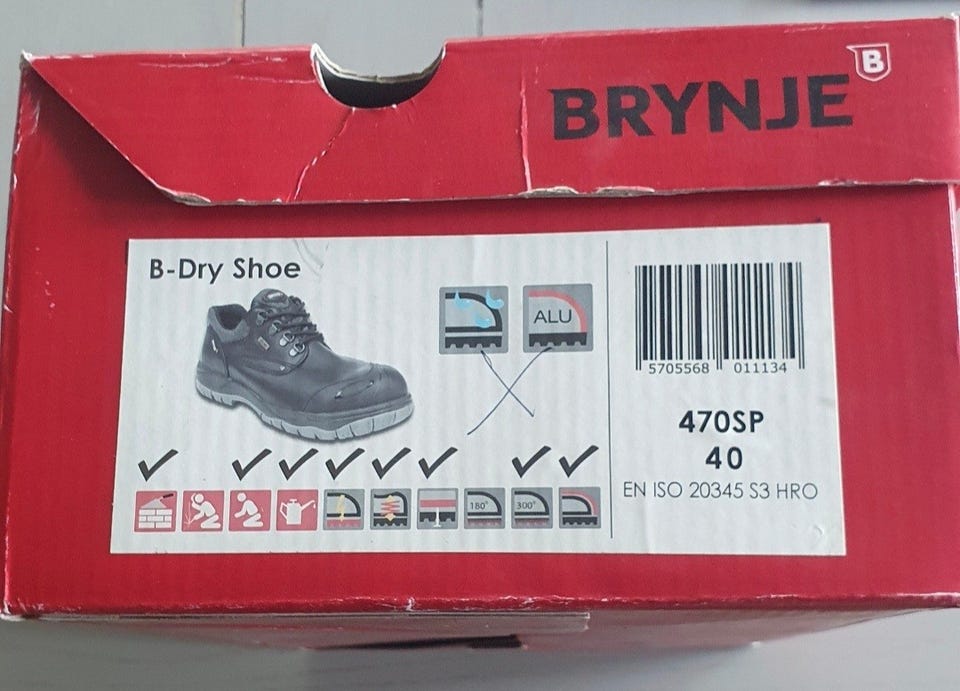 BRYNJE
B
B-Dry Shoe
ALU
5705568 011134
470SP
40
EN ISO 20345 S3 HRO
180°
300°